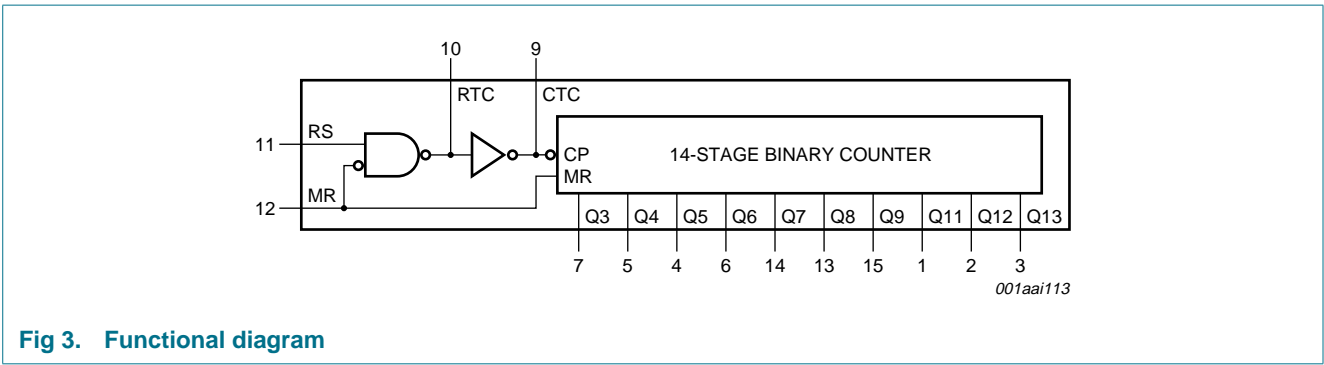 10 9
RTC CTC
11 RS
CP 14-STAGE BINARY COUNTER
MR
12 MR
Q3 Q4 Q5 Q6 Q7 Q8 Q9 Q11 Q12 Q13
7 5 4 6 14 13 15 1 2 3
001aai113
Fig 3. Functional diagram